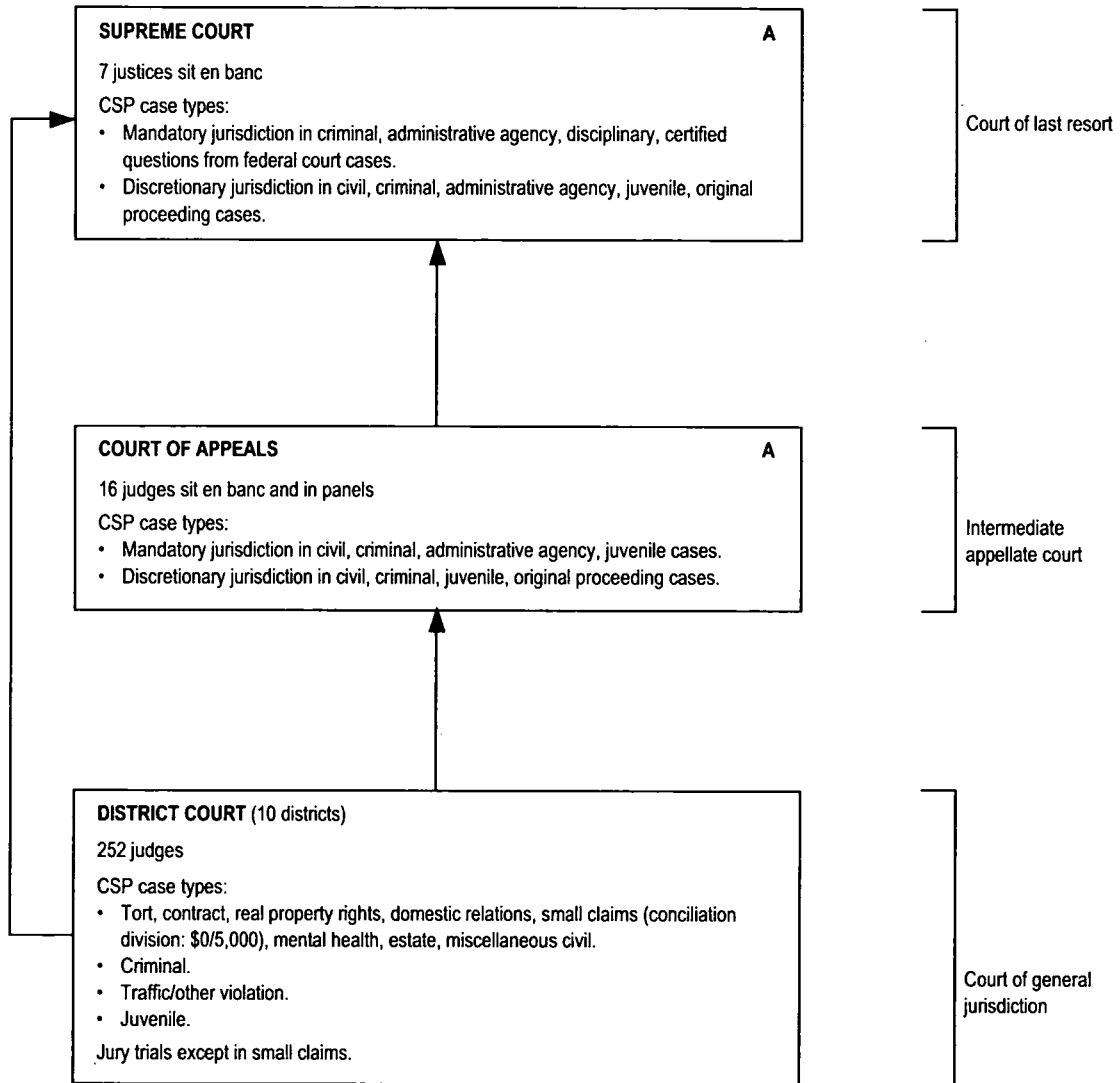 SUPREME COURT A
7 justices sit en banc
CSP case types:
• Mandatory jurisdiction in criminal, administrative agency, disciplinary, certified
questions from federal court cases.
• Discretionary jurisdiction in civil, criminal, administrative agency, juvenile, original
proceeding cases.
Court of last resort
COURT OF APPEALS A
16 judges sit en banc and in panels
CSP case types:
• Mandatory jurisdiction in civil, criminal, administrative agency, juvenile cases.
• Discretionary jurisdiction in civil, criminal, juvenile, original proceeding cases.
Intermediate
appellate court
DISTRICT COURT (10 districts)
252 judges
CSP case types:
• Tort, contract, real property rights, domestic relations, small claims (conciliation
division: $0/5,000), mental health, estate, miscellaneous civil.
• Criminal.
• Traffic/other violation.
• Juvenile.
Jury trials except in small claims.
Court of general
jurisdiction